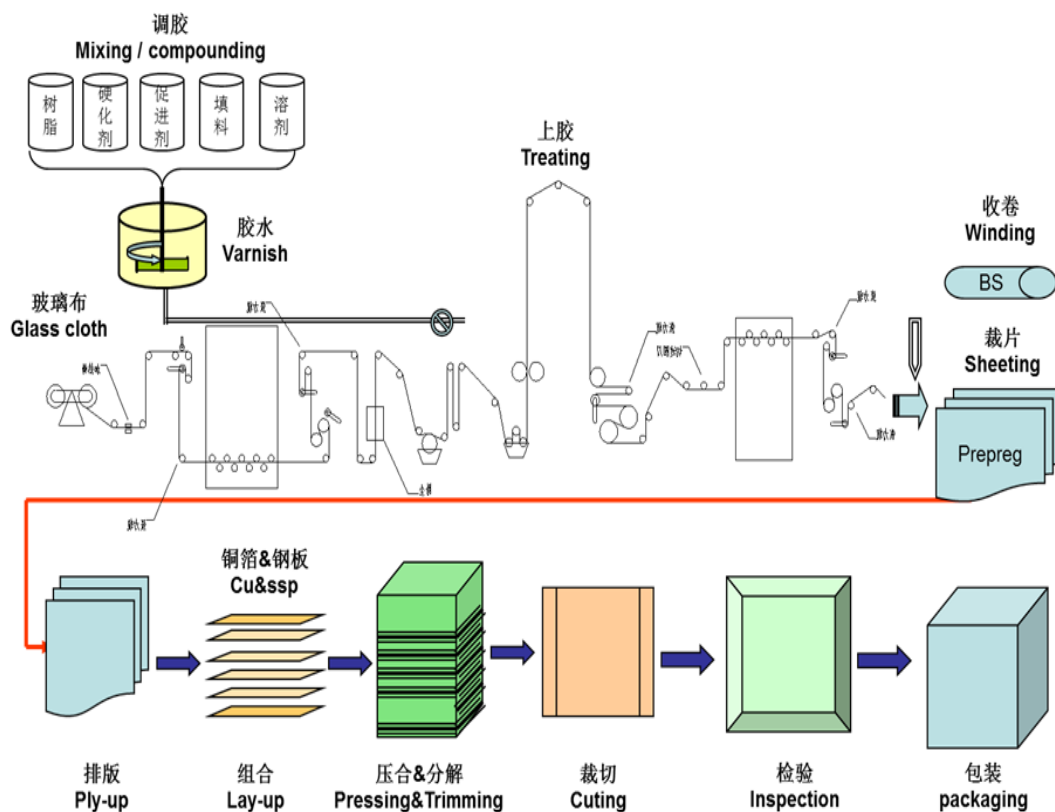 调胶
Mixing / compounding
树脂
硬化剂
促进剂
填料
溶剂
上胶
Treating
胶水
Varnish
收卷
Winding
BS
玻璃布
Glass cloth
裁片
Sheeting
Prepreg
铜箔&钢板
Cu&ssp
排版
Ply-up
组合
Lay-up
压合&分解
Pressing&Trimming
裁切
Cuting
检验
Inspection
包装
packaging